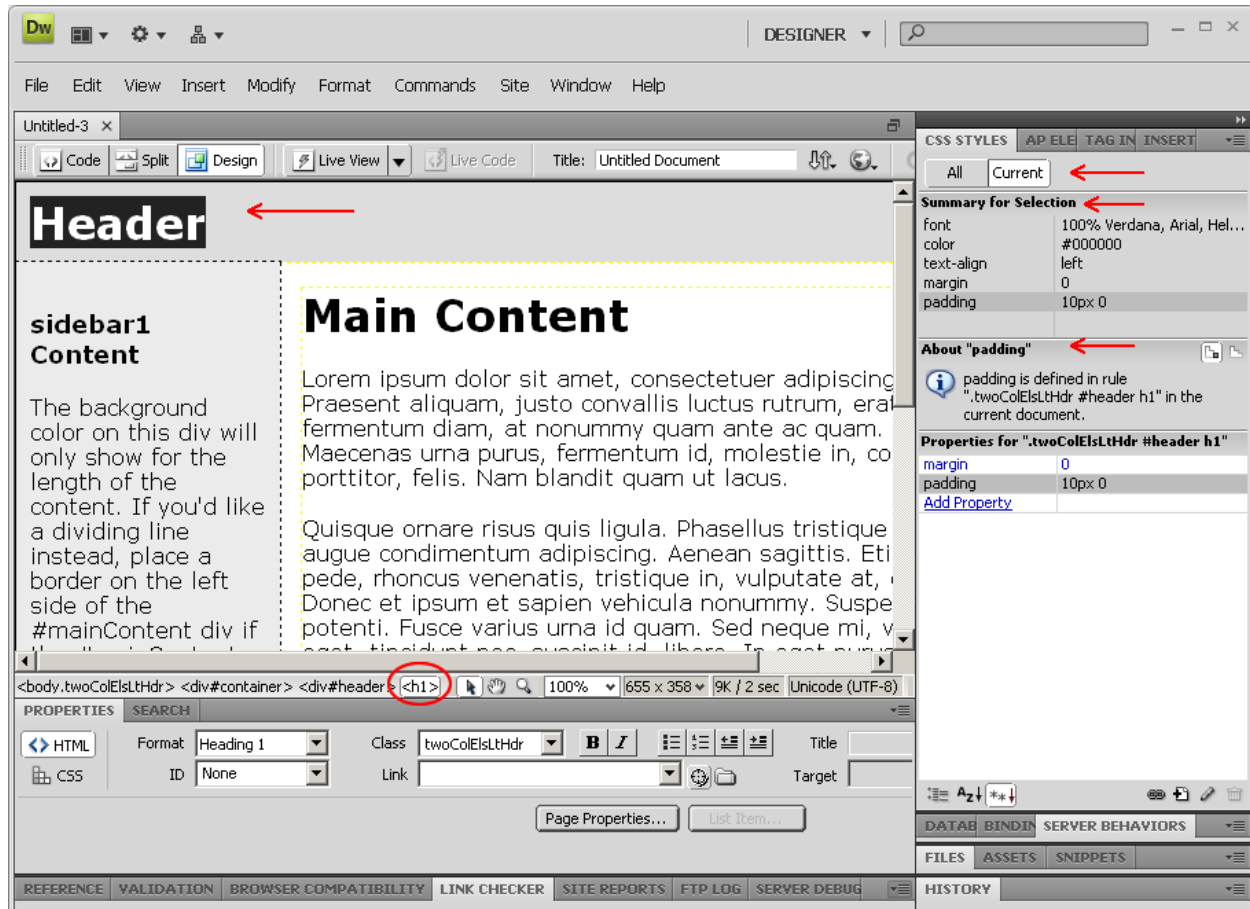 Dw DESIGNER
File Edit View Insert Modify Format Commands Site Window Help
Untitled-3
Code Split Design Live View Live Code Title: Untitled Document
Header
sidebar1
Content
The background
color on this div will
only show for the
length of the
content. If you'd like
a dividing line
instead, place a
border on the left
side of the
#mainContent div if
Main Content
Lorem ipsum dolor sit amet, consectetuer adipiscing
Praesent aliquam, justo convallis luctus rutrum, erat
fermentum diam, at nonummy quam ante ac quam.
Maecenas urna purus, fermentum id, molestie in, co
porttitor, felis. Nam blandit quam ut lacus.
Quisque ornare risus quis ligula. Phasellus tristique
augue condimentum adipiscing. Aenean sagittis. Eti
pede, rhoncus venenatis, tristique in, vulputate at,
Donec et ipsum et sapien vehicula nonummy. Suspe
potenti. Fusce varius urna id quam. Sed neque mi, v
<body.twoColElsLtHdr> <div#container> <div#header> <h1> 100% 655 x 358 9K / 2 sec Unicode (UTF-8)
PROPERTIES SEARCH
HTML Format Heading 1 Class twoColElsLtHdr B I Title
CSS ID None Link Target
Page Properties... List Item...
REFERENCE VALIDATION BROWSER COMPATIBILITY LINK CHECKER SITE REPORTS FTP LOG SERVER DEBUG
CSS STYLES AP ELE TAG IN INSERT
All Current
Summary for Selection
font 100% Verdana, Arial, Hel...
color #000000
text-align left
margin 0
padding 10px 0
About "padding"
padding is defined in rule
".twoColElsLtHdr #header h1" in the
current document.
Properties for ".twoColElsLtHdr #header h1"
margin 0
padding 10px 0
Add Property
DATAB BINDIN SERVER BEHAVIORS
FILES ASSETS SNIPPETS
HISTORY